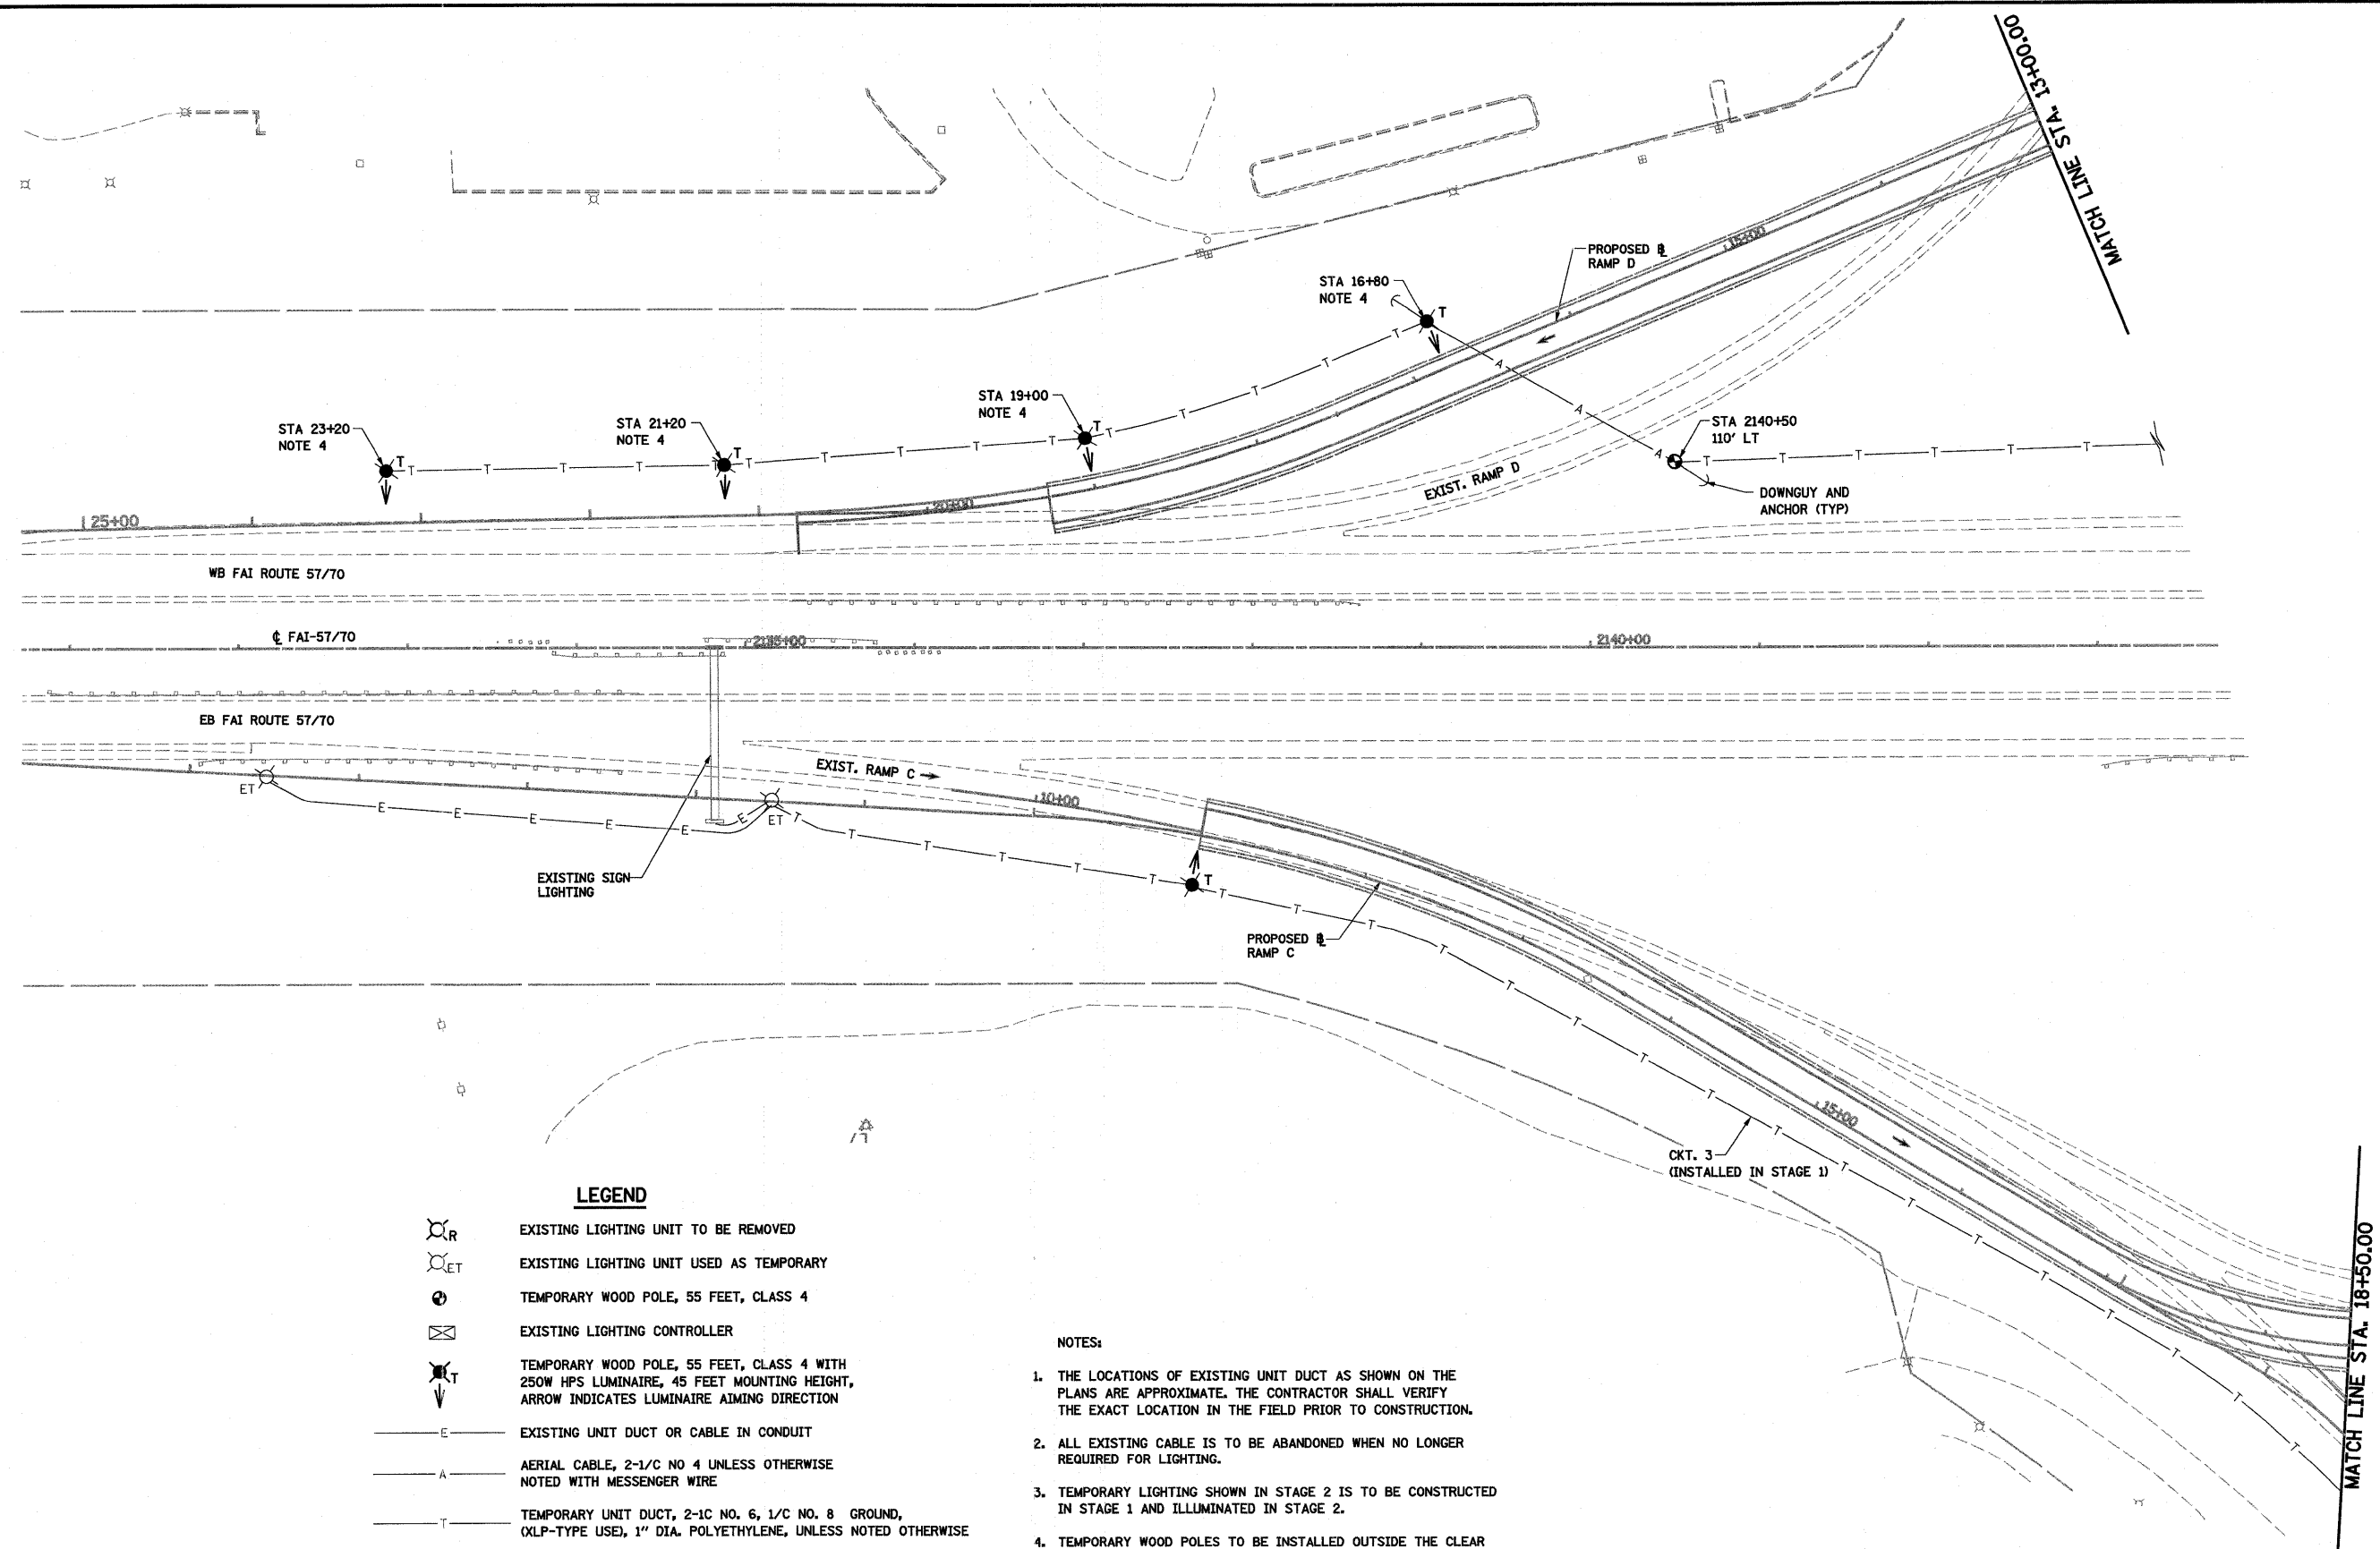 MATCH LINE STA. 13+00.00
15+00
PROPOSED ℄
RAMP D
STA 16+80
NOTE 4
T
STA 19+00
NOTE 4
T
STA 21+20
NOTE 4
T
STA 23+20
NOTE 4
T
T T T T T T T T T T T T T T T
A A A
STA 2140+50
110' LT
T T T T T T
DOWNGUY AND
ANCHOR (TYP)
EXIST. RAMP D
25+00
20+00
WB FAI ROUTE 57/70
℄ FAI-57/70
2135+00
2140+00
EB FAI ROUTE 57/70
EXIST. RAMP C
10+00
ET
E E E E E E
ET
T T T T T T
T
EXISTING SIGN
LIGHTING
PROPOSED ℄
RAMP C
T T T T T T T T T T T T T T T T
15+00
CKT. 3
(INSTALLED IN STAGE 1)
MATCH LINE STA. 18+50.00
LEGEND
R EXISTING LIGHTING UNIT TO BE REMOVED
ET EXISTING LIGHTING UNIT USED AS TEMPORARY
TEMPORARY WOOD POLE, 55 FEET, CLASS 4
EXISTING LIGHTING CONTROLLER
T TEMPORARY WOOD POLE, 55 FEET, CLASS 4 WITH
250W HPS LUMINAIRE, 45 FEET MOUNTING HEIGHT,
ARROW INDICATES LUMINAIRE AIMING DIRECTION
E EXISTING UNIT DUCT OR CABLE IN CONDUIT
A AERIAL CABLE, 2-1/C NO 4 UNLESS OTHERWISE
NOTED WITH MESSENGER WIRE
T TEMPORARY UNIT DUCT, 2-1C NO. 6, 1/C NO. 8 GROUND,
(XLP-TYPE USE), 1" DIA. POLYETHYLENE, UNLESS NOTED OTHERWISE
NOTES:
1. THE LOCATIONS OF EXISTING UNIT DUCT AS SHOWN ON THE
PLANS ARE APPROXIMATE. THE CONTRACTOR SHALL VERIFY
THE EXACT LOCATION IN THE FIELD PRIOR TO CONSTRUCTION.
2. ALL EXISTING CABLE IS TO BE ABANDONED WHEN NO LONGER
REQUIRED FOR LIGHTING.
3. TEMPORARY LIGHTING SHOWN IN STAGE 2 IS TO BE CONSTRUCTED
IN STAGE 1 AND ILLUMINATED IN STAGE 2.
4. TEMPORARY WOOD POLES TO BE INSTALLED OUTSIDE THE CLEAR